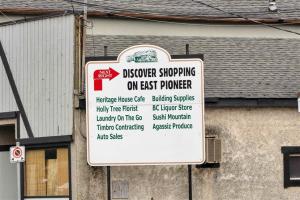 NEXT
RIGHT
DISCOVER SHOPPING
ON EAST PIONEER
Heritage House Cafe
Holly Tree Florist
Laundry On The Go
Timbro Contracting
Auto Sales
Building Supplies
BC Liquor Store
Sushi Mountain
Agassiz Produce